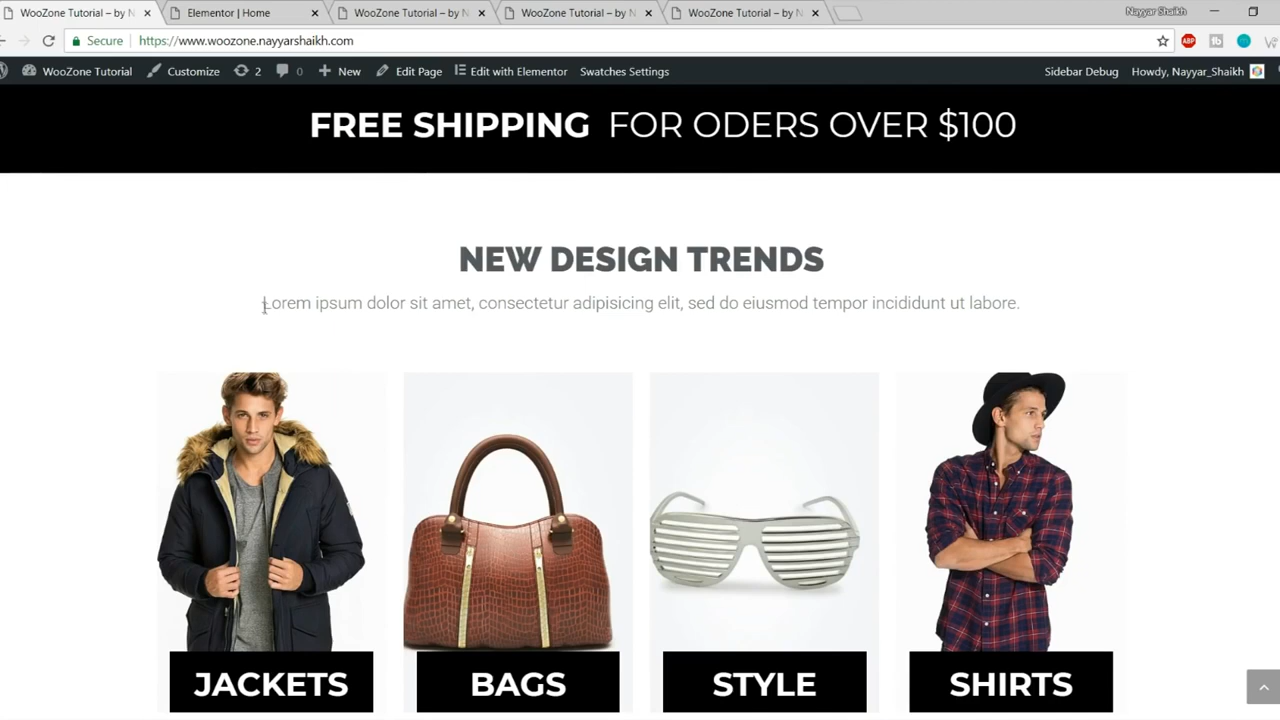 WooZone Tutorial – by N
Elementor | Home
WooZone Tutorial – by N
WooZone Tutorial – by N
WooZone Tutorial – by N
Nayyar Shaikh
Secure
https://www.woozone.nayyarshaikh.com
ABP
WooZone Tutorial
Customize
2
0
New
Edit Page
Edit with Elementor
Swatches Settings
Sidebar Debug
Howdy, Nayyar_Shaikh
FREE SHIPPING FOR ODERS OVER $100
NEW DESIGN TRENDS
Lorem ipsum dolor sit amet, consectetur adipisicing elit, sed do eiusmod tempor incididunt ut labore.
JACKETS
BAGS
STYLE
SHIRTS